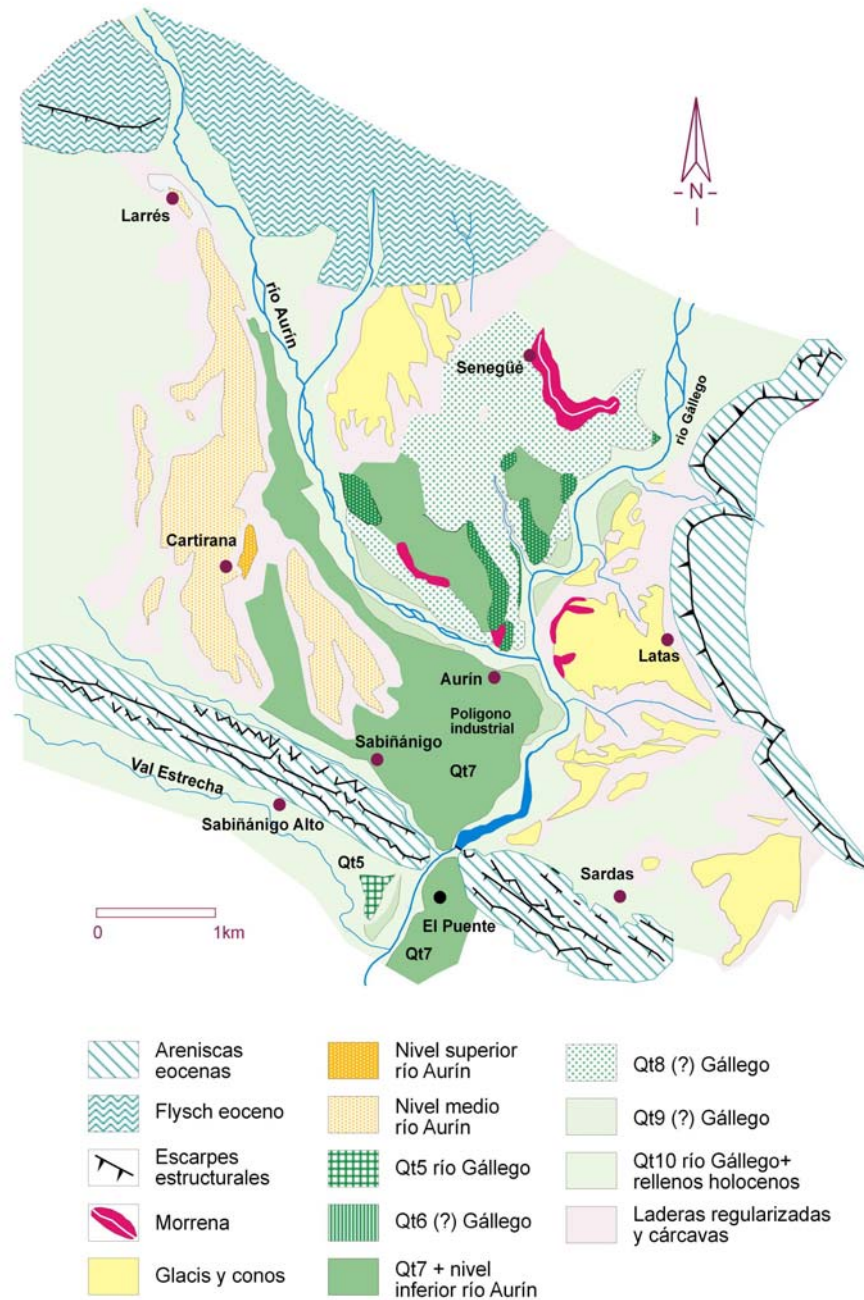 - N -
Larrés
río Aurín
Senegüé
río Gállego
Cartirana
Latas
Aurín
Poligono
industrial
Sabiñánigo
Qt7
Val Estrecha
Sabiñánigo Alto
Qt5
Sardas
El Puente
Qt7
0 1km
Areniscas
eocenas
Flysch eoceno
Escarpes
estructurales
Morrena
Glacis y conos
Nivel superior
río Aurín
Nivel medio
río Aurín
Qt5 río Gállego
Qt6 (?) Gállego
Qt7 + nivel
inferior río Aurín
Qt8 (?) Gállego
Qt9 (?) Gállego
Qt10 río Gállego+
rellenos holocenos
Laderas regularizadas
y cárcavas